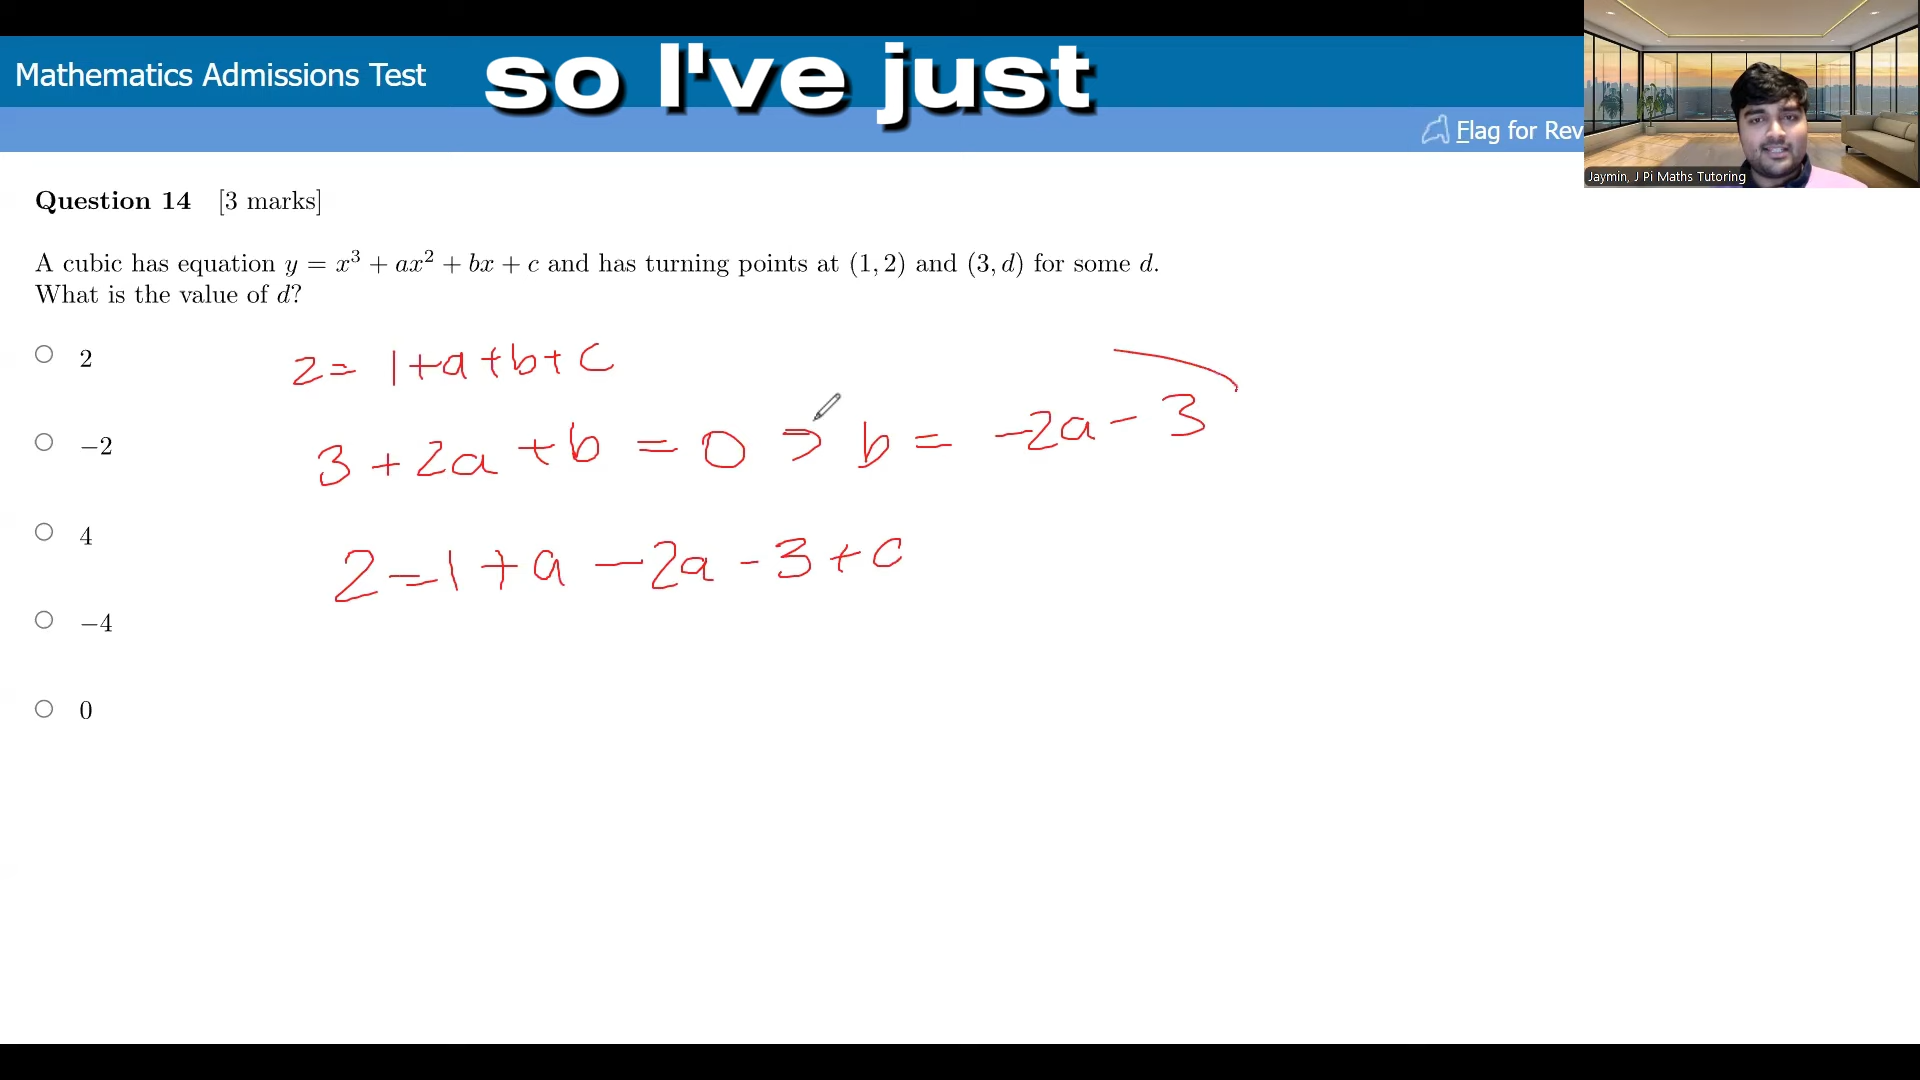 Mathematics Admissions Test
so I've just
Flag for Rev
Jaymin, J Pi Maths Tutoring
Question 14 [3 marks]
A cubic has equation y = x³ + ax² + bx + c and has turning points at (1, 2) and (3, d) for some d.
What is the value of d?
2
2 = 1 + a + b + c
−2
3 + 2a + b = 0 ⇒ b = -2a - 3
4
2 = 1 + a - 2a - 3 + c
−4
0